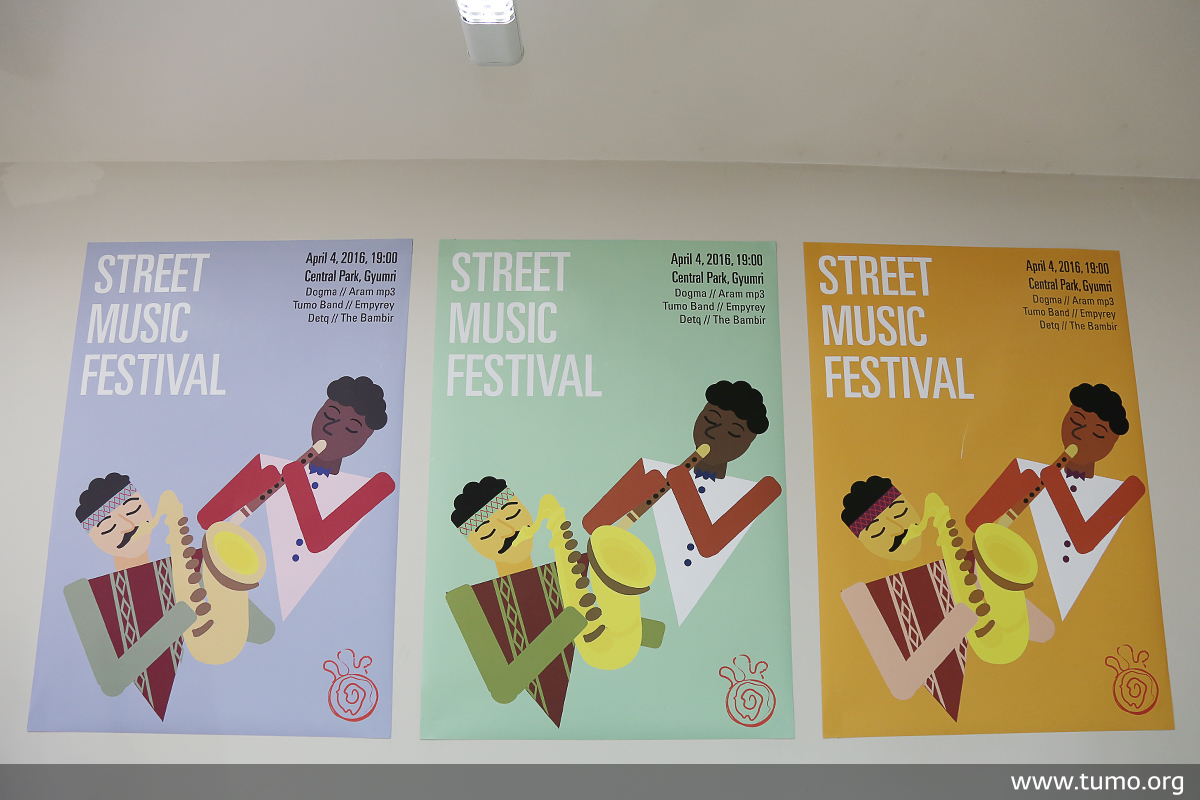 STREET
MUSIC
FESTIVAL
April 4, 2016, 19:00
Central Park, Gyumri
Dogma // Aram mp3
Tumo Band // Empyrey
Detq // The Bambir
STREET
MUSIC
FESTIVAL
April 4, 2016, 19:00
Central Park, Gyumri
Dogma // Aram mp3
Tumo Band // Empyrey
Detq // The Bambir
STREET
MUSIC
FESTIVAL
April 4, 2016, 19:00
Central Park, Gyumri
Dogma // Aram mp3
Tumo Band // Empyrey
Detq // The Bambir
www.tumo.org